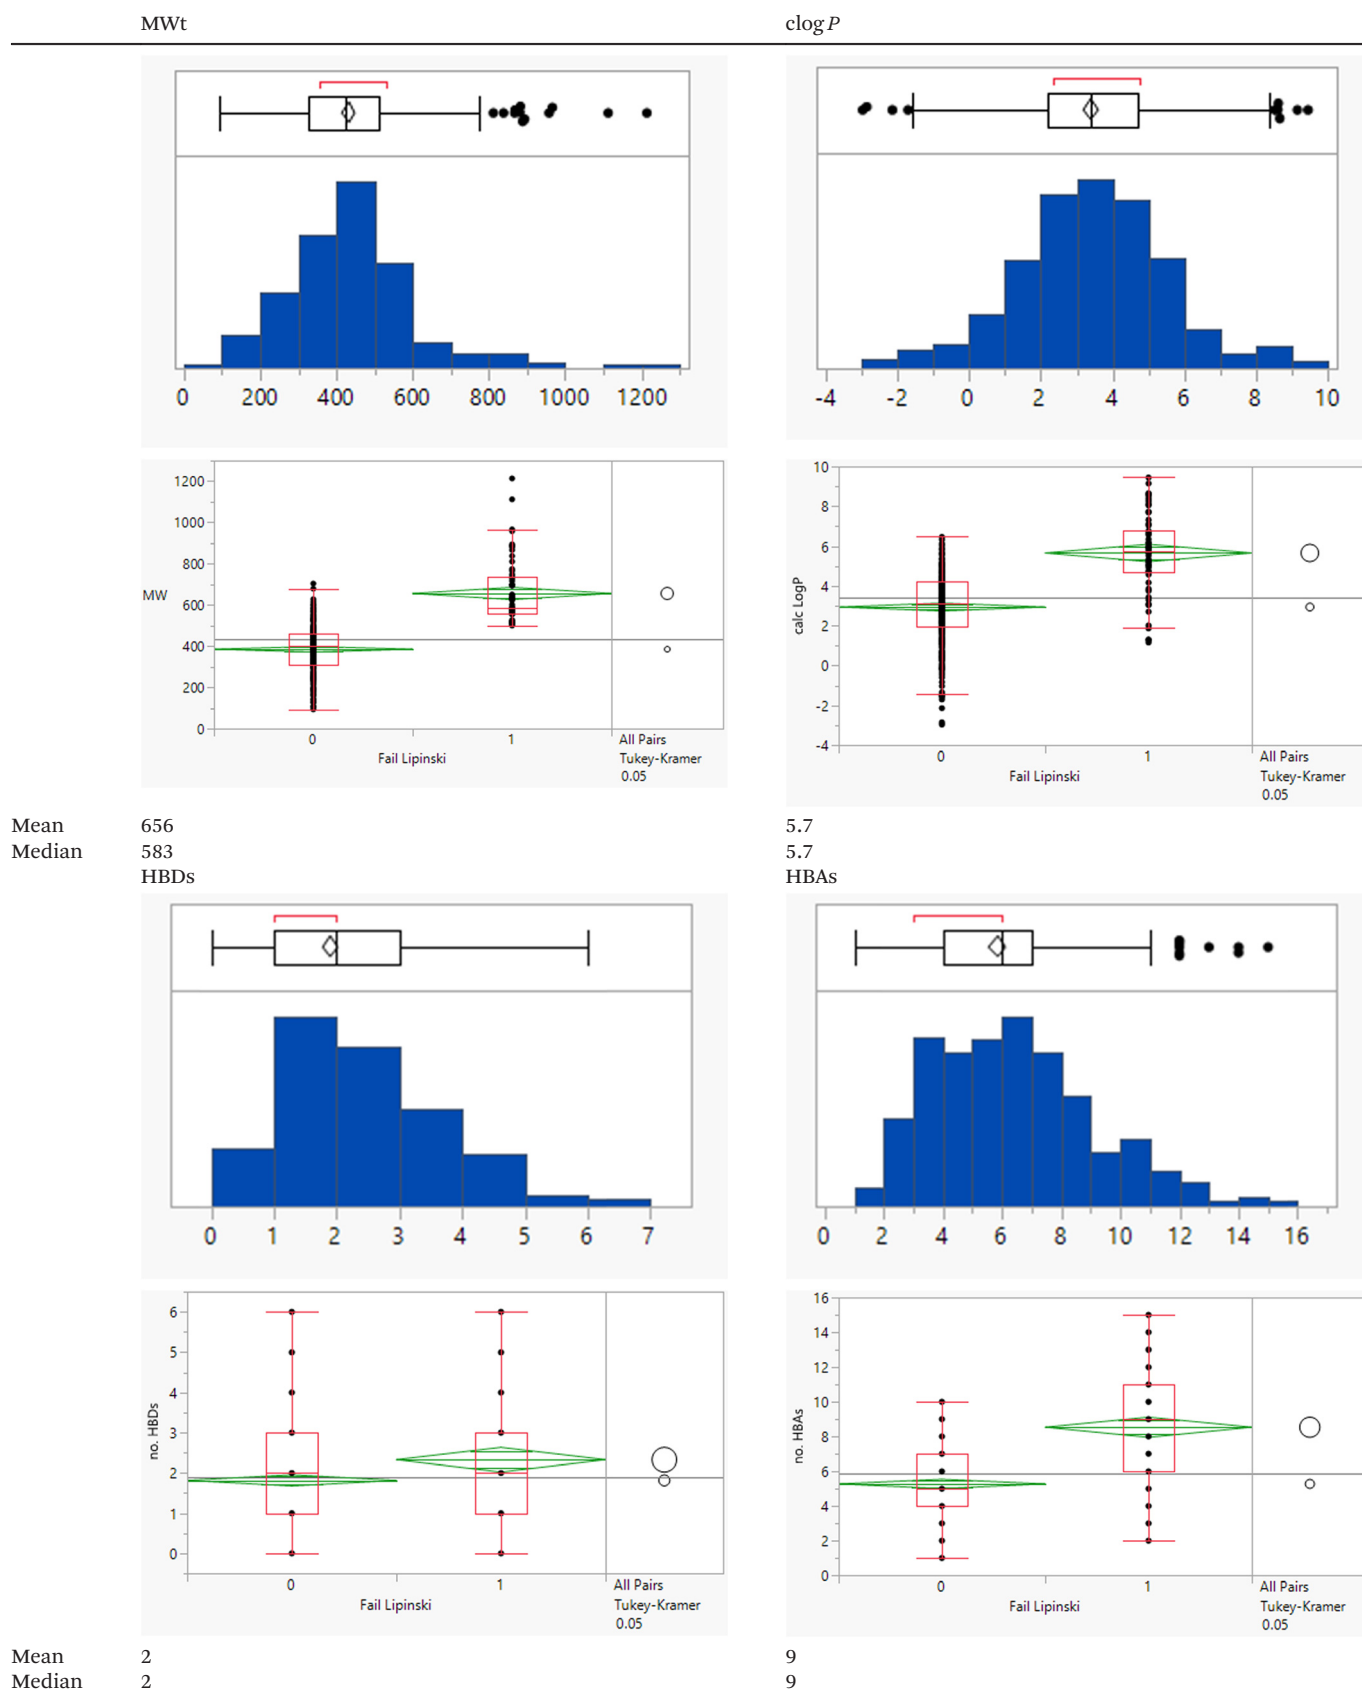 MWt clog P
0 200 400 600 800 1000 1200
-4 -2 0 2 4 6 8 10
1200
1000
800
MW
600
400
200
0
0 1 All Pairs
Fail Lipinski Tukey-Kramer
0.05
10
8
6
4
2
0
-2
-4
calc LogP
0 1 All Pairs
Fail Lipinski Tukey-Kramer
0.05
Mean 656 5.7
Median 583 5.7
HBDs HBAs
0 1 2 3 4 5 6 7
0 2 4 6 8 10 12 14 16
6
5
4
3
2
1
0
no. HBDs
0 1 All Pairs
Fail Lipinski Tukey-Kramer
0.05
16
14
12
10
8
6
4
2
0
no. HBAs
0 1 All Pairs
Fail Lipinski Tukey-Kramer
0.05
Mean 2 9
Median 2 9